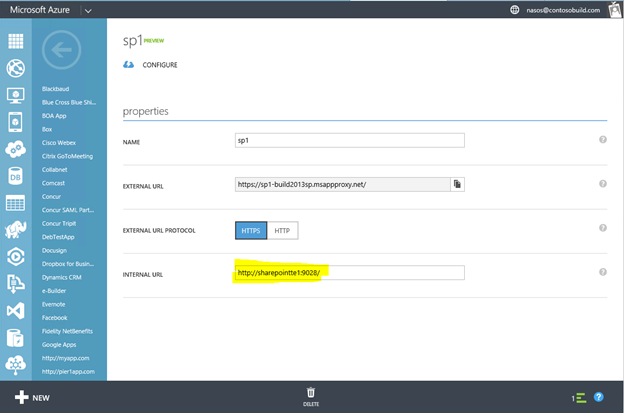 Microsoft Azure
nasos@contosobuild.com
sp1 PREVIEW
CONFIGURE
Blackbaud
Blue Cross Blue Shi...
BOA App
Box
Cisco Webex
Citrix GoToMeeting
Collabnet
Comcast
Concur
Concur SAML Part...
Concur Tripit
DebTestApp
Docusign
Dropbox for Busin...
Dynamics CRM
e-Builder
Evernote
Facebook
Fidelity NetBenefits
Google Apps
http://myapp.com
http://pier1app.com
DB
properties
NAME
sp1
?
EXTERNAL URL
https://sp1-build2013sp.msappproxy.net/
?
EXTERNAL URL PROTOCOL
HTTPS
HTTP
?
INTERNAL URL
http://sharepointte1:9028/
?
NEW
DELETE
1
?